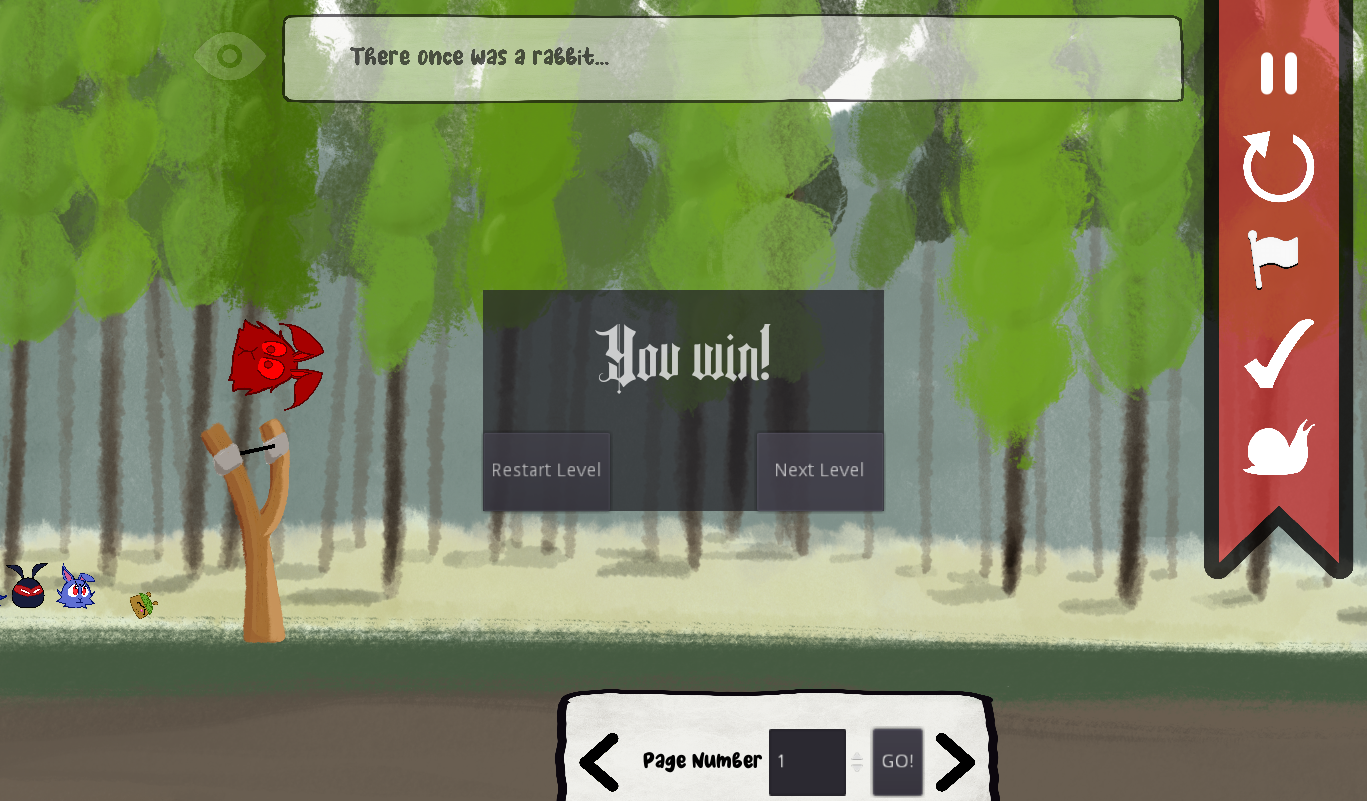 There once was a rabbit...
You win!
Restart Level
Next Level
Page Number
1
GO!